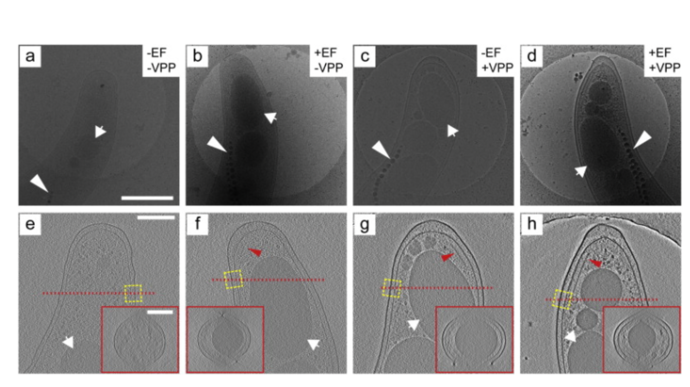 a
-EF
-VPP
b
+EF
-VPP
c
-EF
+VPP
d
+EF
+VPP
e
f
g
h